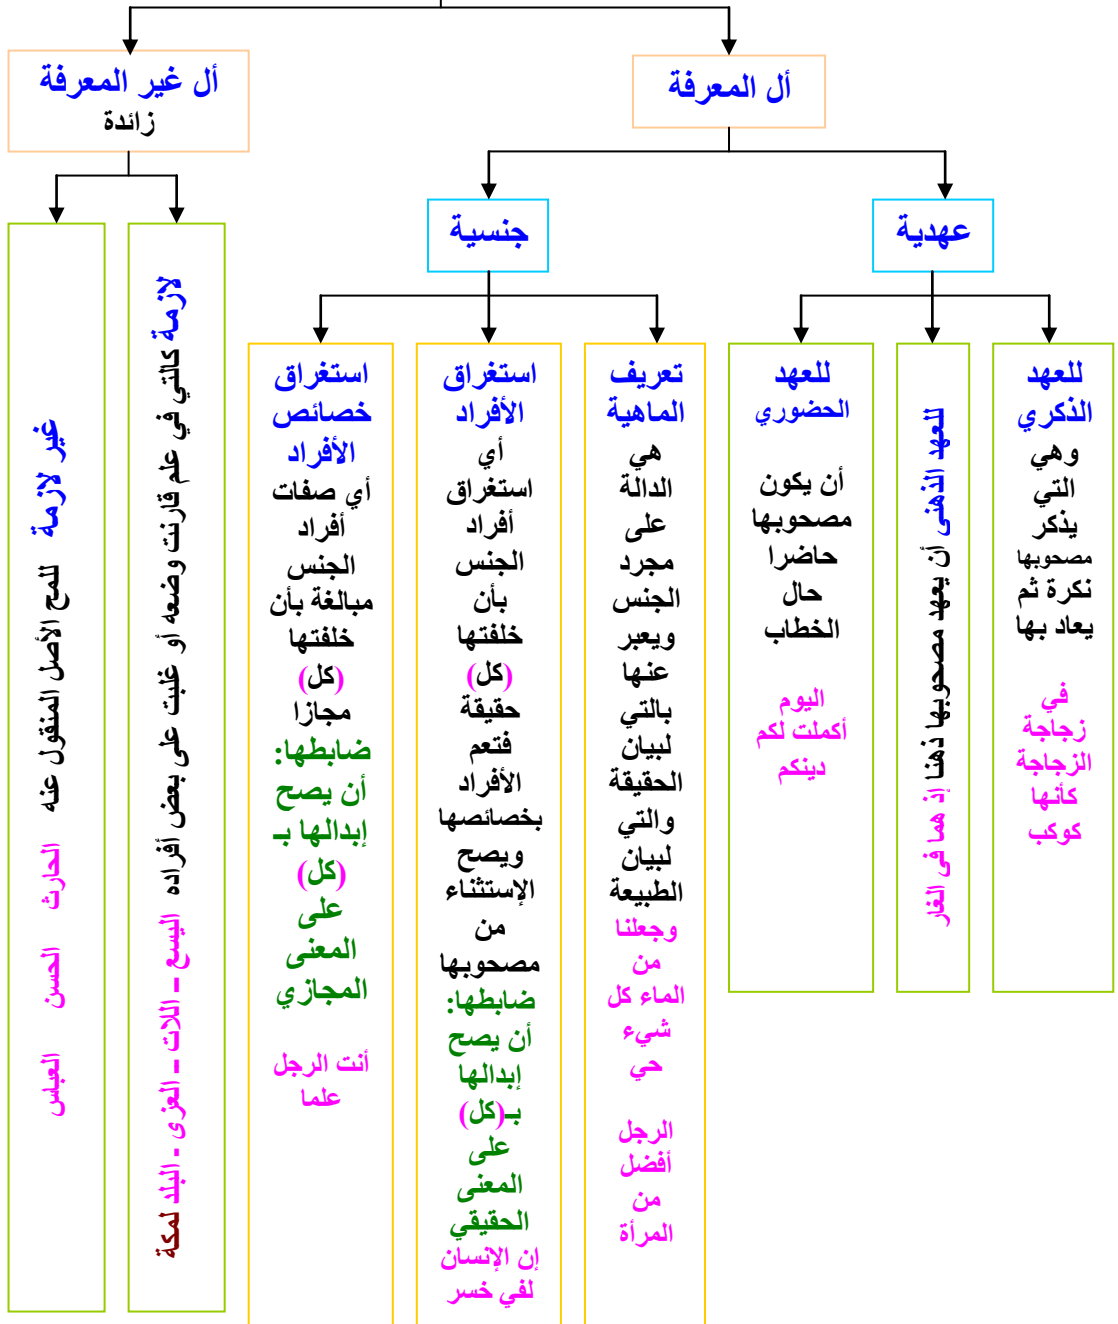 أل المعرفة
أل غير المعرفة
زائدة
عهدية
جنسية
للعهد
الذكري
وهي
التي
يذكر
مصحوبها
نكرة ثم
يعاد بها
في
زجاجة
الزجاجة
كأنها
كوكب
للعهد الذهنى أن يعهد مصحوبها ذهنا إذ هما فى الغار
للعهد
الحضوري
أن يكون
مصحوبها
حاضرا
حال
الخطاب
اليوم
أكملت لكم
دينكم
تعريف
الماهية
هي
الدالة
على
مجرد
الجنس
ويعبر
عنها
بالتي
لبيان
الحقيقة
والتي
لبيان
الطبيعة
وجعلنا
من
الماء كل
شيء
حي
الرجل
أفضل
من
المرأة
استغراق
الأفراد
أي
استغراق
أفراد
الجنس
بأن
خلفتها
(كل)
حقيقة
فتعم
الأفراد
بخصائصها
ويصح
الإستثناء
من
مصحوبها
ضابطها:
أن يصح
إبدالها
بـ(كل)
على
المعنى
الحقيقي
إن الإنسان
لفي خسر
استغراق
خصائص
الأفراد
أي صفات
أفراد
الجنس
مبالغة بأن
خلفتها
(كل)
مجازا
ضابطها:
أن يصح
إبدالها بـ
(كل)
على
المعنى
المجازي
أنت الرجل
علما
لازمة كالتي في علم قارنت وضعه أو غلبت على بعض أفراده اليسع – اللات – العزى - البلد لمكة
غير لازمة للمح الأصل المنقول عنه الحارث الحسن العباس